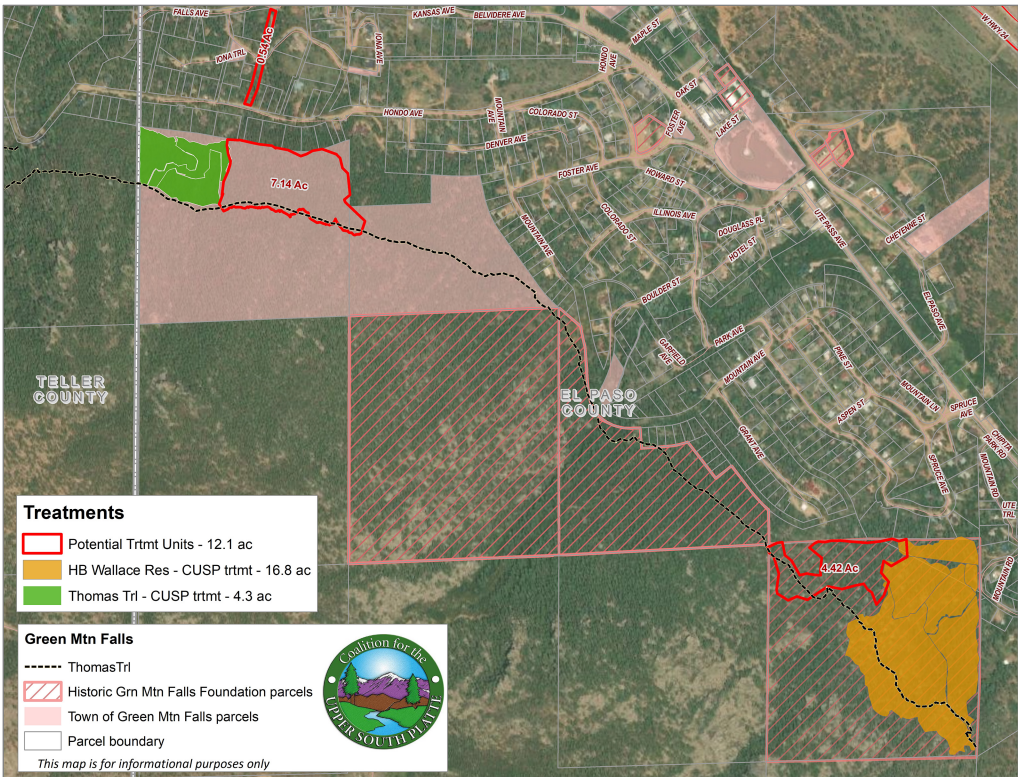 FALLS AVE
KANSAS AVE
BELVIDERE AVE
W HWY 24
MAPLE ST
IONA TRL
0.54 Ac
IONA AVE
HONDO AVE
OAK ST
HONDO AVE
MOUNTAIN AVE
COLORADO ST
FOSTER AVE
LAKE ST
DENVER AVE
FOSTER AVE
HOWARD ST
7.14 Ac
COLORADO ST
ILLINOIS AVE
DOUGLASS PL
HOTEL ST
UTE PASS AVE
CHEYENNE ST
MOUNTAIN AVE
BOULDER ST
EL PASO AVE
PARK AVE
GARFIELD AVE
MOUNTAIN AVE
PINE ST
TELLER
COUNTY
EL PASO
COUNTY
MOUNTAIN LN
SPRUCE AVE
ASPEN ST
GRANT AVE
CHIPITA PARK RD
SPRUCE AVE
MOUNTAIN RD
UTE TRL
4.42 Ac
MOUNTAIN RD
Treatments
Potential Trtmt Units - 12.1 ac
HB Wallace Res - CUSP trtmt - 16.8 ac
Thomas Trl - CUSP trtmt - 4.3 ac
Green Mtn Falls
ThomasTrl
Historic Grn Mtn Falls Foundation parcels
Town of Green Mtn Falls parcels
Parcel boundary
This map is for informational purposes only
Coalition for the
UPPER SOUTH PLATTE